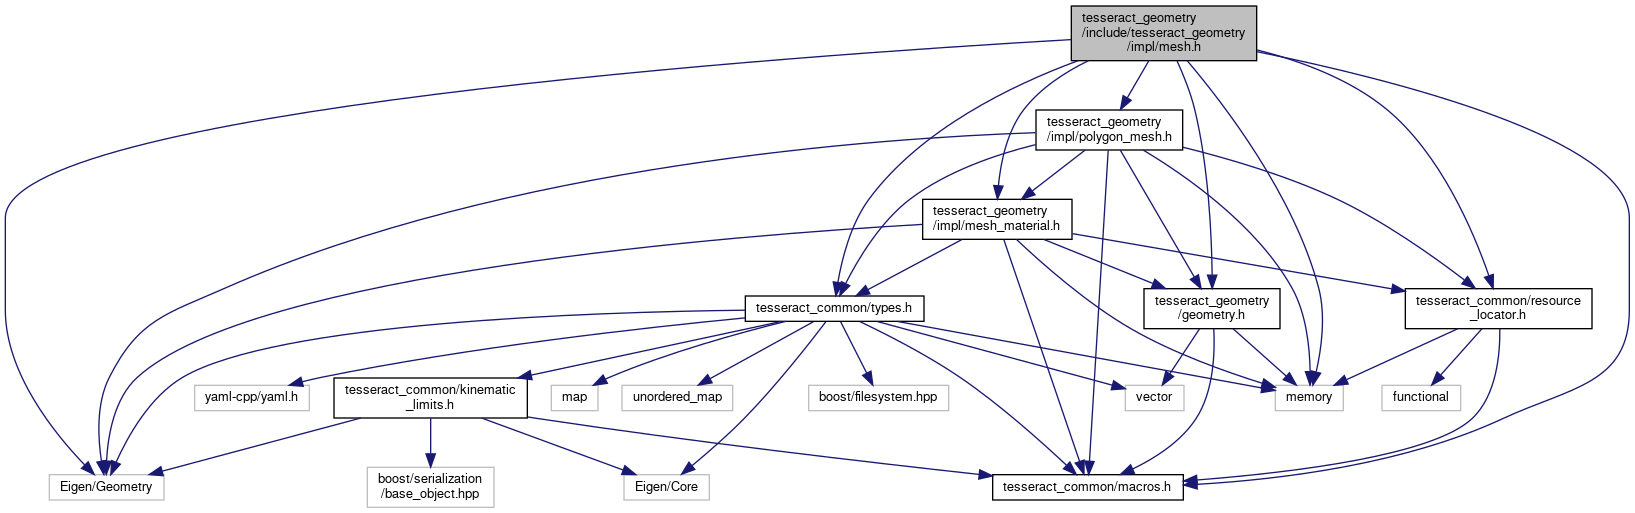 tesseract_geometry
/include/tesseract_geometry
/impl/mesh.h
tesseract_geometry
/impl/polygon_mesh.h
tesseract_geometry
/impl/mesh_material.h
tesseract_common/types.h
tesseract_geometry
/geometry.h
tesseract_common/resource
_locator.h
yaml-cpp/yaml.h
tesseract_common/kinematic
_limits.h
map
unordered_map
boost/filesystem.hpp
vector
memory
functional
Eigen/Geometry
boost/serialization
/base_object.hpp
Eigen/Core
tesseract_common/macros.h